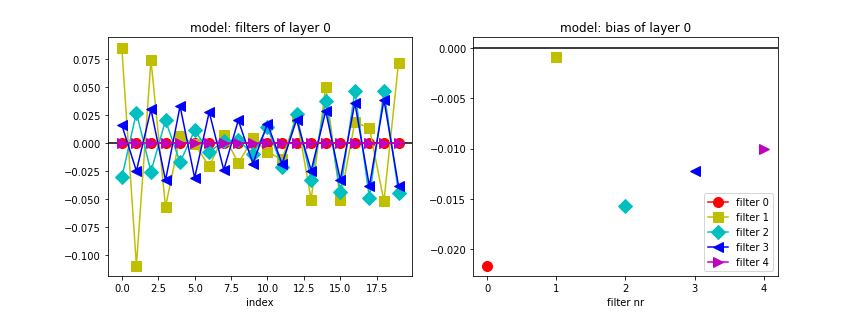 model: filters of layer 0
0.075
0.050
0.025
0.000
−0.025
−0.050
−0.075
−0.100
0.0 2.5 5.0 7.5 10.0 12.5 15.0 17.5
index
model: bias of layer 0
0.000
−0.005
−0.010
−0.015
−0.020
filter 0
filter 1
filter 2
filter 3
filter 4
0 1 2 3 4
filter nr